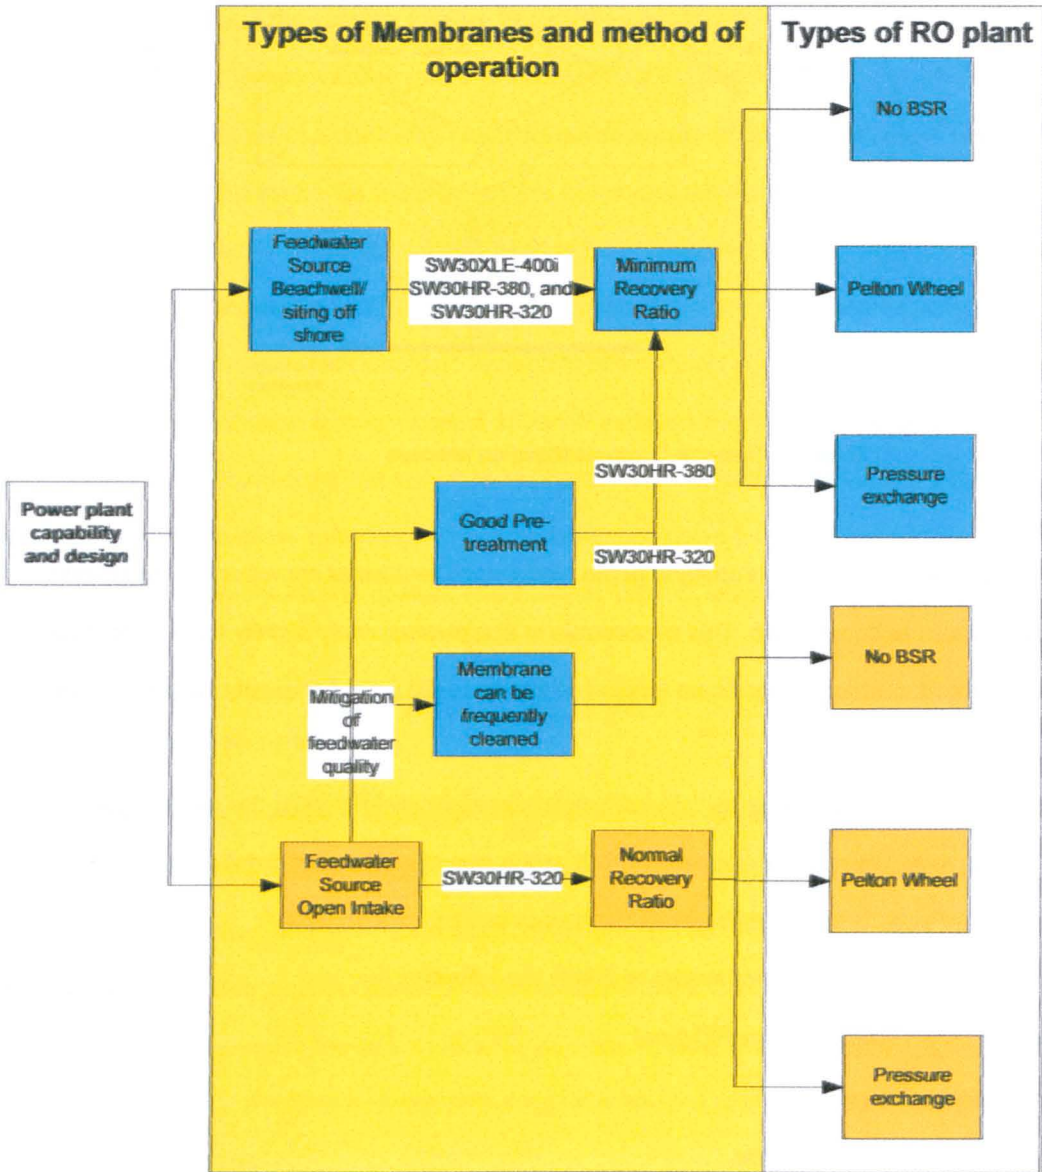 Types of Membranes and method of
operation
Types of RO plant
No BSR
Feedwater
Source
Beachwell/
siting off
shore
SW30XLE-400i
SW30HR-380, and
SW30HR-320
Minimum
Recovery
Ratio
Pelton Wheel
Power plant
capability
and design
Good Pre-
treatment
SW30HR-380
SW30HR-320
Pressure
exchange
Mitigation
of
feedwater
quality
Membrane
can be
frequently
cleaned
No BSR
Feedwater
Source
Open Intake
SW30HR-320
Normal
Recovery
Ratio
Pelton Wheel
Pressure
exchange